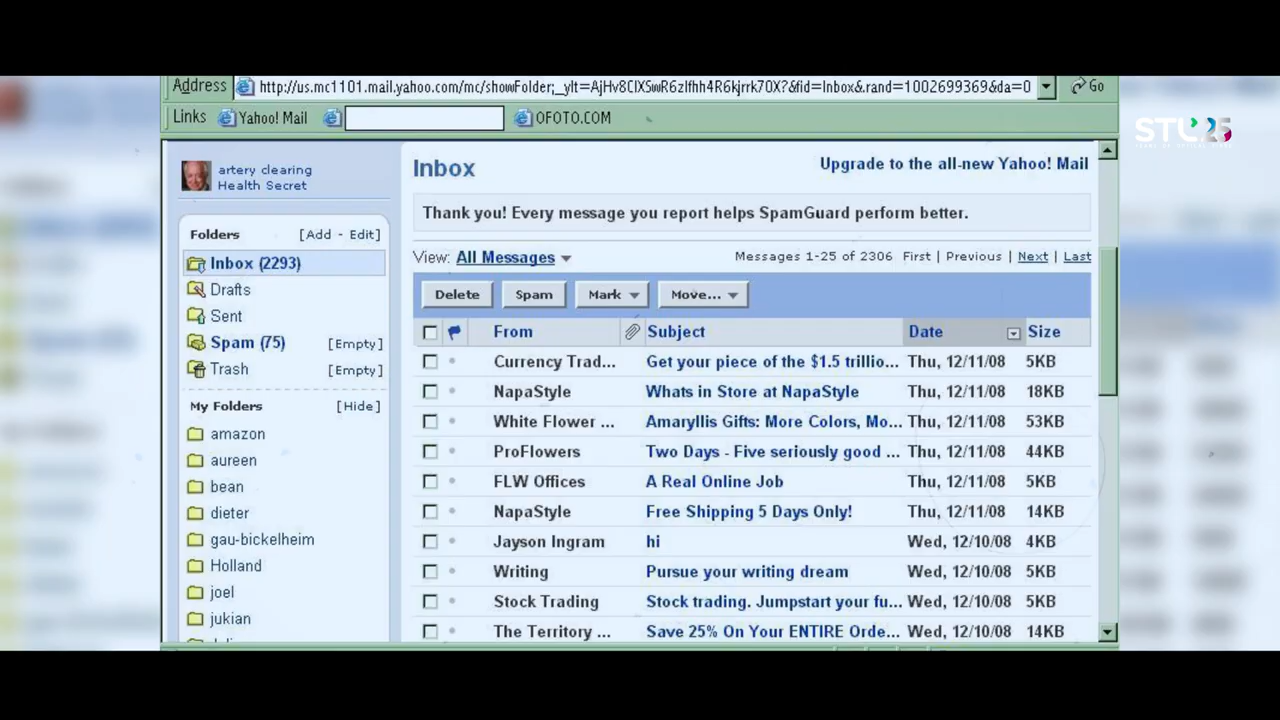 Address http://us.mc1101.mail.yahoo.com/mc/showFolder;_ylt=AjHv8CIXSwR6zIfhh4R6kjrrk70X?&fid=Inbox&.rand=1002699369&da=0 Go
Links Yahoo! Mail OFOTO.COM
STL 25
artery clearing
Health Secret
Folders [Add - Edit]
Inbox (2293)
Drafts
Sent
Spam (75) [Empty]
Trash [Empty]
My Folders [Hide]
amazon
aureen
bean
dieter
gau-bickelheim
Holland
joel
jukian
Inbox Upgrade to the all-new Yahoo! Mail
Thank you! Every message you report helps SpamGuard perform better.
View: All Messages Messages 1-25 of 2306 First | Previous | Next | Last
Delete Spam Mark Move...
From Subject Date Size
Currency Trad... Get your piece of the $1.5 trillio... Thu, 12/11/08 5KB
NapaStyle Whats in Store at NapaStyle Thu, 12/11/08 18KB
White Flower ... Amaryllis Gifts: More Colors, Mo... Thu, 12/11/08 53KB
ProFlowers Two Days - Five seriously good ... Thu, 12/11/08 44KB
FLW Offices A Real Online Job Thu, 12/11/08 5KB
NapaStyle Free Shipping 5 Days Only! Thu, 12/11/08 14KB
Jayson Ingram hi Wed, 12/10/08 4KB
Writing Pursue your writing dream Wed, 12/10/08 5KB
Stock Trading Stock trading. Jumpstart your fu... Wed, 12/10/08 5KB
The Territory ... Save 25% On Your ENTIRE Orde... Wed, 12/10/08 14KB